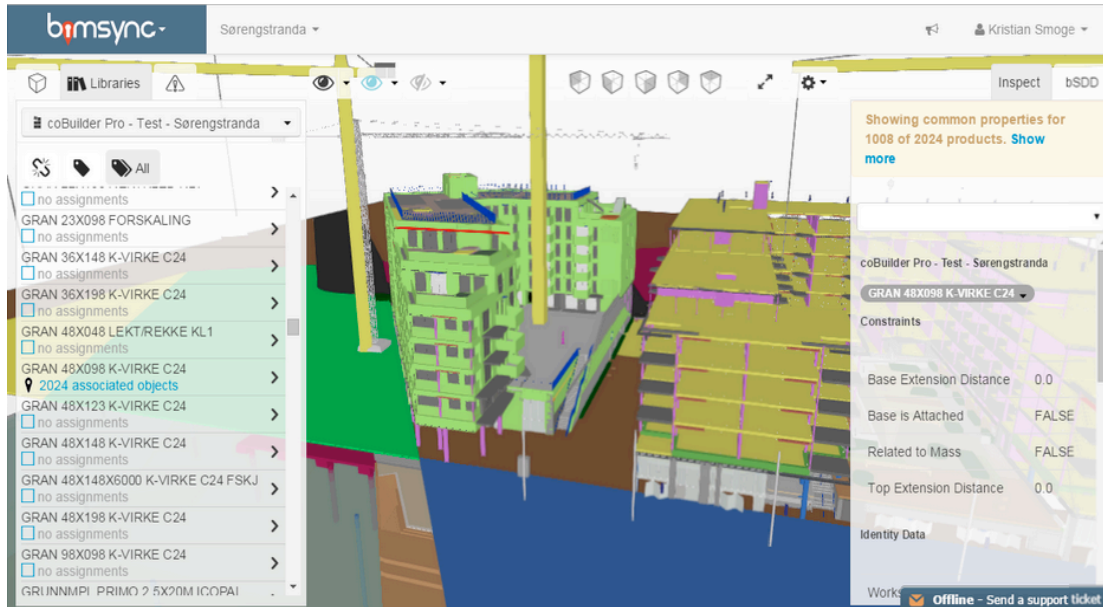 bimsync
Sørengstranda
Kristian Smoge
Libraries
Inspect
bSDD
coBuilder Pro - Test - Sørengstranda
All
no assignments
GRAN 23X098 FORSKALING
no assignments
GRAN 36X148 K-VIRKE C24
no assignments
GRAN 36X198 K-VIRKE C24
no assignments
GRAN 48X048 LEKT/REKKE KL1
no assignments
GRAN 48X098 K-VIRKE C24
2024 associated objects
GRAN 48X123 K-VIRKE C24
no assignments
GRAN 48X148 K-VIRKE C24
no assignments
GRAN 48X148X6000 K-VIRKE C24 FSKJ
no assignments
GRAN 48X198 K-VIRKE C24
no assignments
GRAN 98X098 K-VIRKE C24
no assignments
GRUNNMPL PRIMO 2,5X20M ICOPAL
Showing common properties for
1008 of 2024 products. Show
more
coBuilder Pro - Test - Sørengstranda
GRAN 48X098 K-VIRKE C24
Constraints
Base Extension Distance 0.0
Base is Attached FALSE
Related to Mass FALSE
Top Extension Distance 0.0
Identity Data
Offline - Send a support ticket